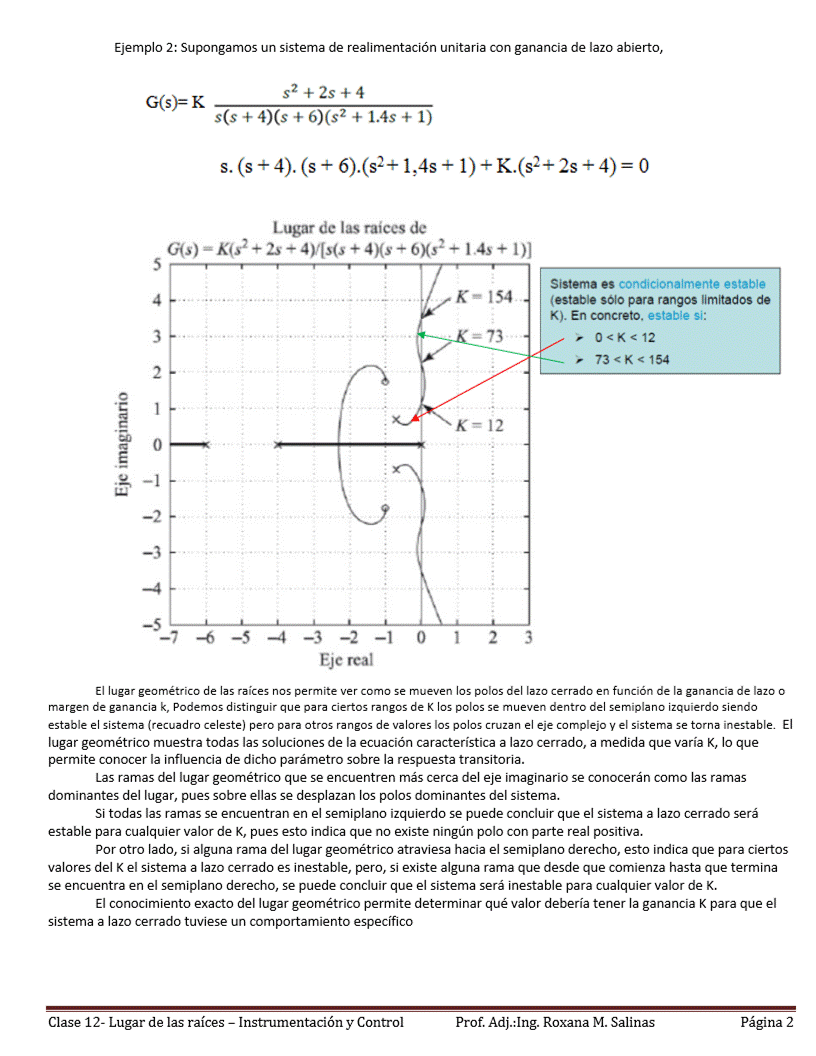 Ejemplo 2: Supongamos un sistema de realimentación unitaria con ganancia de lazo abierto,
G(s)= K
s² + 2s + 4
s(s + 4)(s + 6)(s² + 1.4s + 1)
s. (s + 4). (s + 6).(s²+ 1,4s + 1) + K.(s²+ 2s + 4) = 0
Lugar de las raíces de
G(s) = K(s² + 2s + 4)/[s(s + 4)(s + 6)(s² + 1.4s + 1)]
5
4
3
2
1
0
−1
−2
−3
−4
−5
Eje imaginario
K = 154
K = 73
K = 12
−7 −6 −5 −4 −3 −2 −1 0 1 2 3
Eje real
Sistema es condicionalmente estable
(estable sólo para rangos limitados de
K). En concreto, estable si:
➢ 0 < K < 12
➢ 73 < K < 154
El lugar geométrico de las raíces nos permite ver como se mueven los polos del lazo cerrado en función de la ganancia de lazo o
margen de ganancia k, Podemos distinguir que para ciertos rangos de K los polos se mueven dentro del semiplano izquierdo siendo
estable el sistema (recuadro celeste) pero para otros rangos de valores los polos cruzan el eje complejo y el sistema se torna inestable. El
lugar geométrico muestra todas las soluciones de la ecuación característica a lazo cerrado, a medida que varía K, lo que
permite conocer la influencia de dicho parámetro sobre la respuesta transitoria.
Las ramas del lugar geométrico que se encuentren más cerca del eje imaginario se conocerán como las ramas
dominantes del lugar, pues sobre ellas se desplazan los polos dominantes del sistema.
Si todas las ramas se encuentran en el semiplano izquierdo se puede concluir que el sistema a lazo cerrado será
estable para cualquier valor de K, pues esto indica que no existe ningún polo con parte real positiva.
Por otro lado, si alguna rama del lugar geométrico atraviesa hacia el semiplano derecho, esto indica que para ciertos
valores del K el sistema a lazo cerrado es inestable, pero, si existe alguna rama que desde que comienza hasta que termina
se encuentra en el semiplano derecho, se puede concluir que el sistema será inestable para cualquier valor de K.
El conocimiento exacto del lugar geométrico permite determinar qué valor debería tener la ganancia K para que el
sistema a lazo cerrado tuviese un comportamiento específico
Clase 12- Lugar de las raíces – Instrumentación y Control Prof. Adj.:Ing. Roxana M. Salinas Página 2